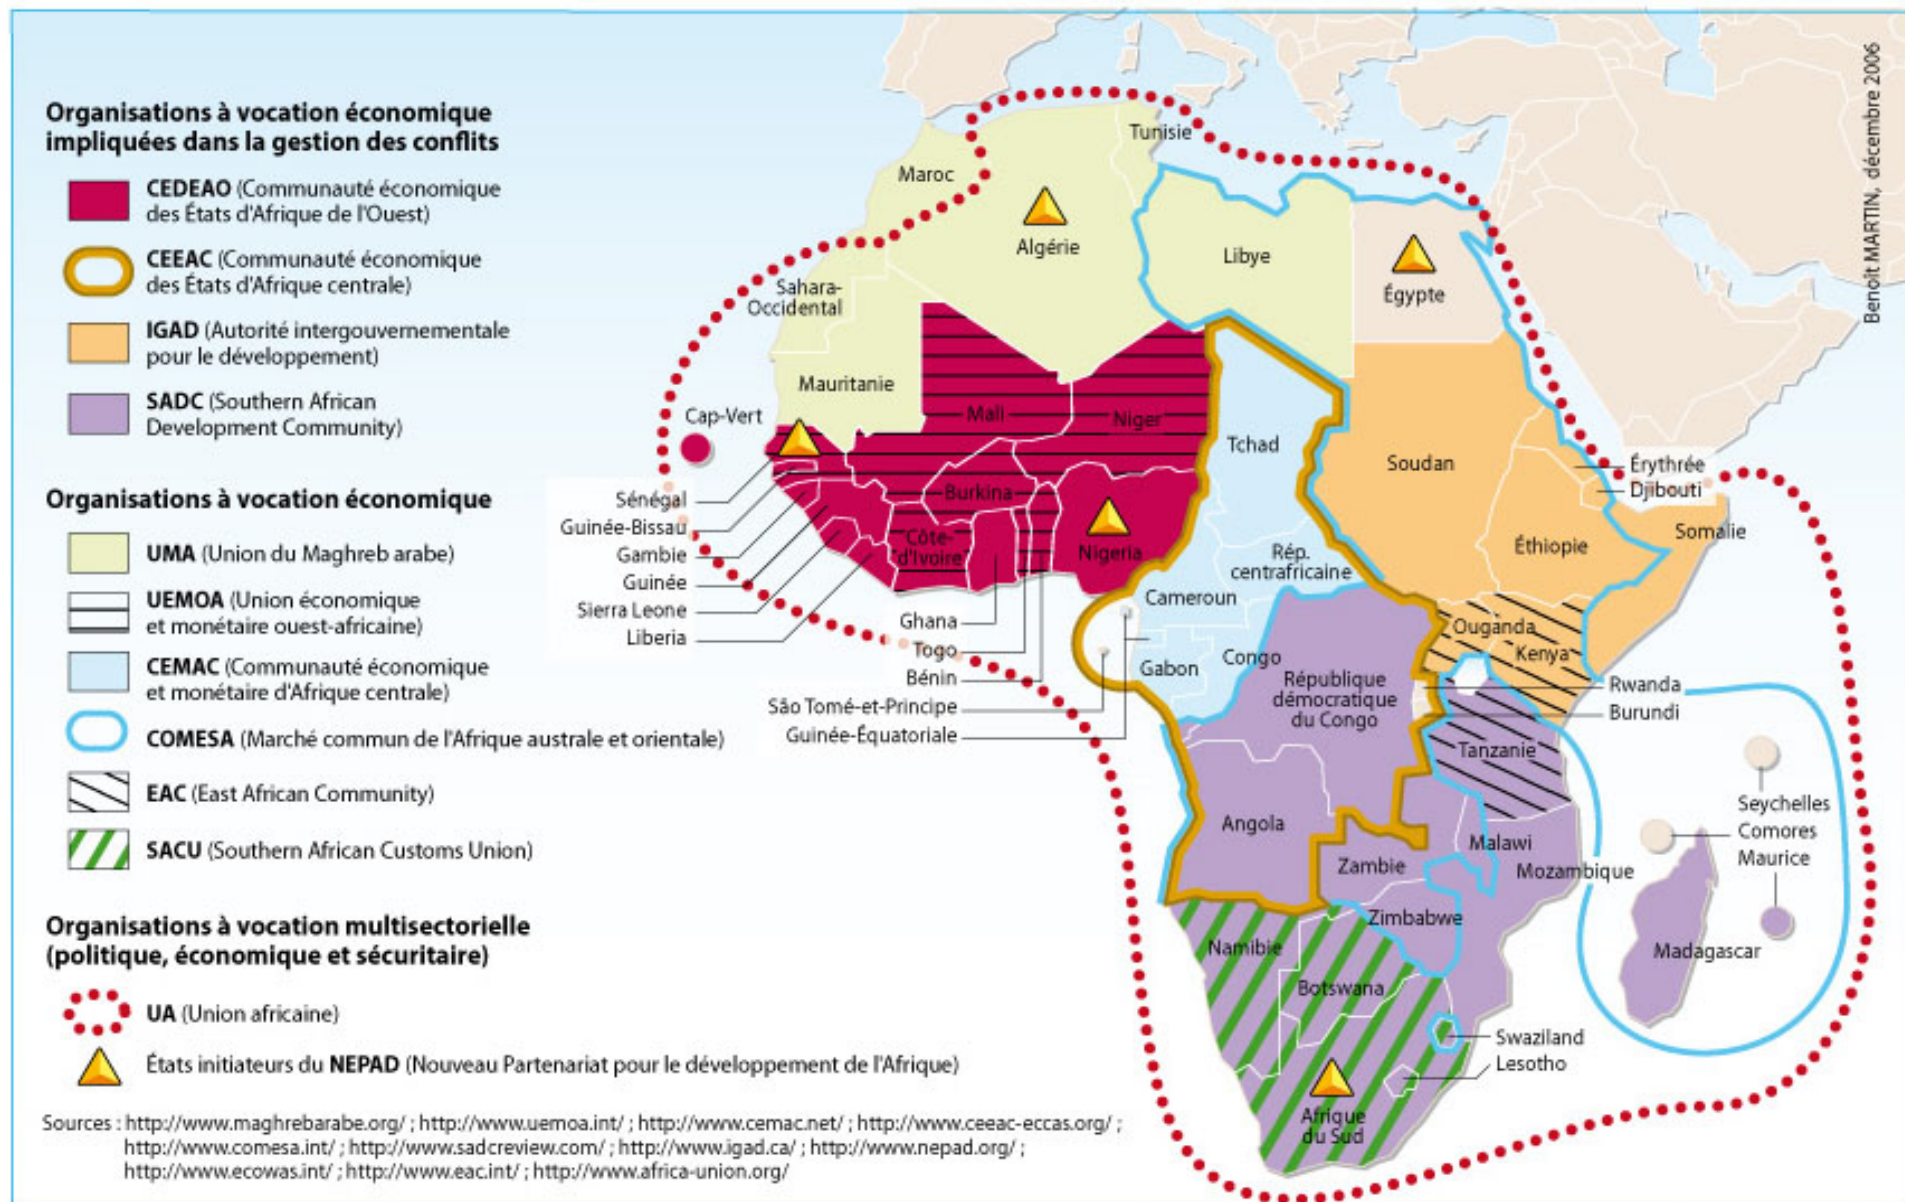 Organisations à vocation économique
impliquées dans la gestion des conflits
CEDEAO (Communauté économique
des États d'Afrique de l'Ouest)
CEEAC (Communauté économique
des États d'Afrique centrale)
IGAD (Autorité intergouvernementale
pour le développement)
SADC (Southern African
Development Community)
Organisations à vocation économique
UMA (Union du Maghreb arabe)
UEMOA (Union économique
et monétaire ouest-africaine)
CEMAC (Communauté économique
et monétaire d'Afrique centrale)
COMESA (Marché commun de l'Afrique australe et orientale)
EAC (East African Community)
SACU (Southern African Customs Union)
Organisations à vocation multisectorielle
(politique, économique et sécuritaire)
UA (Union africaine)
États initiateurs du NEPAD (Nouveau Partenariat pour le développement de l'Afrique)
Sources : http://www.maghrebarabe.org/ ; http://www.uemoa.int/ ; http://www.cemac.net/ ; http://www.ceeac-eccas.org/ ;
http://www.comesa.int/ ; http://www.sadcreview.com/ ; http://www.igad.ca/ ; http://www.nepad.org/ ;
http://www.ecowas.int/ ; http://www.eac.int/ ; http://www.africa-union.org/
Tunisie
Maroc
Algérie
Libye
Égypte
Sahara-
Occidental
Mauritanie
Cap-Vert
Mali
Niger
Tchad
Soudan
Érythrée
Djibouti
Somalie
Éthiopie
Sénégal
Guinée-Bissau
Gambie
Guinée
Sierra Leone
Liberia
Burkina
Côte-
d'Ivoire
Nigeria
Ghana
Togo
Bénin
São Tomé-et-Principe
Guinée-Équatoriale
Rép.
centrafricaine
Cameroun
Gabon
Congo
République
démocratique
du Congo
Ouganda
Kenya
Rwanda
Burundi
Tanzanie
Angola
Zambie
Malawi
Mozambique
Seychelles
Comores
Maurice
Zimbabwe
Namibie
Botswana
Madagascar
Swaziland
Lesotho
Afrique
du Sud
Benoît MARTIN, décembre 2006